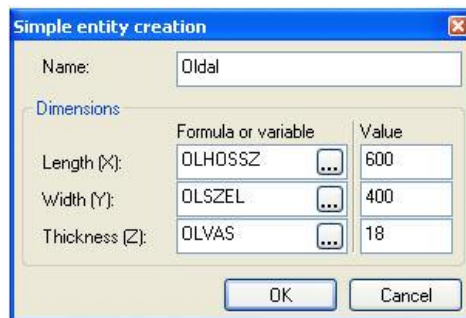 Simple entity creation
Name: Oldal
Dimensions
Formula or variable Value
Length (X): OLHOSSZ ... 600
Width (Y): OLSZEL ... 400
Thickness (Z): OLVAS ... 18
OK Cancel